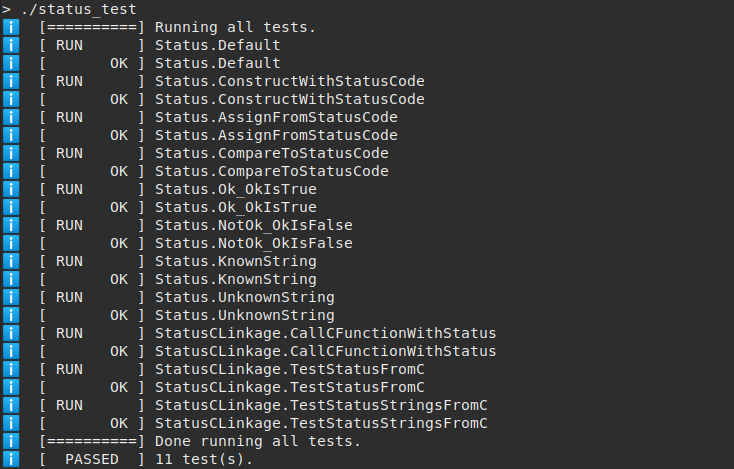 > ./status_test
ℹ️ [==========] Running all tests.
ℹ️ [ RUN      ] Status.Default
ℹ️ [       OK ] Status.Default
ℹ️ [ RUN      ] Status.ConstructWithStatusCode
ℹ️ [       OK ] Status.ConstructWithStatusCode
ℹ️ [ RUN      ] Status.AssignFromStatusCode
ℹ️ [       OK ] Status.AssignFromStatusCode
ℹ️ [ RUN      ] Status.CompareToStatusCode
ℹ️ [       OK ] Status.CompareToStatusCode
ℹ️ [ RUN      ] Status.Ok_OkIsTrue
ℹ️ [       OK ] Status.Ok_OkIsTrue
ℹ️ [ RUN      ] Status.NotOk_OkIsFalse
ℹ️ [       OK ] Status.NotOk_OkIsFalse
ℹ️ [ RUN      ] Status.KnownString
ℹ️ [       OK ] Status.KnownString
ℹ️ [ RUN      ] Status.UnknownString
ℹ️ [       OK ] Status.UnknownString
ℹ️ [ RUN      ] StatusCLinkage.CallCFunctionWithStatus
ℹ️ [       OK ] StatusCLinkage.CallCFunctionWithStatus
ℹ️ [ RUN      ] StatusCLinkage.TestStatusFromC
ℹ️ [       OK ] StatusCLinkage.TestStatusFromC
ℹ️ [ RUN      ] StatusCLinkage.TestStatusStringsFromC
ℹ️ [       OK ] StatusCLinkage.TestStatusStringsFromC
ℹ️ [==========] Done running all tests.
ℹ️ [  PASSED  ] 11 test(s).